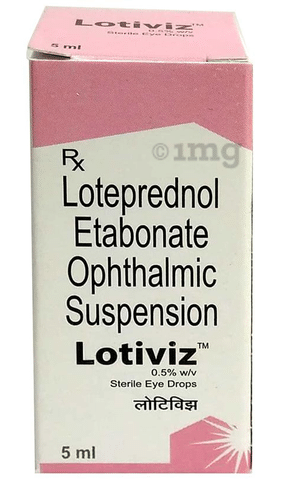 Lotiviz™
0.5% w/v
5 ml
Sterile Eye Drops
©1mg
Rx
Loteprednol
Etabonate
Ophthalmic
Suspension
Lotiviz™
0.5% w/v
Sterile Eye Drops
लोटिविझ
5 ml